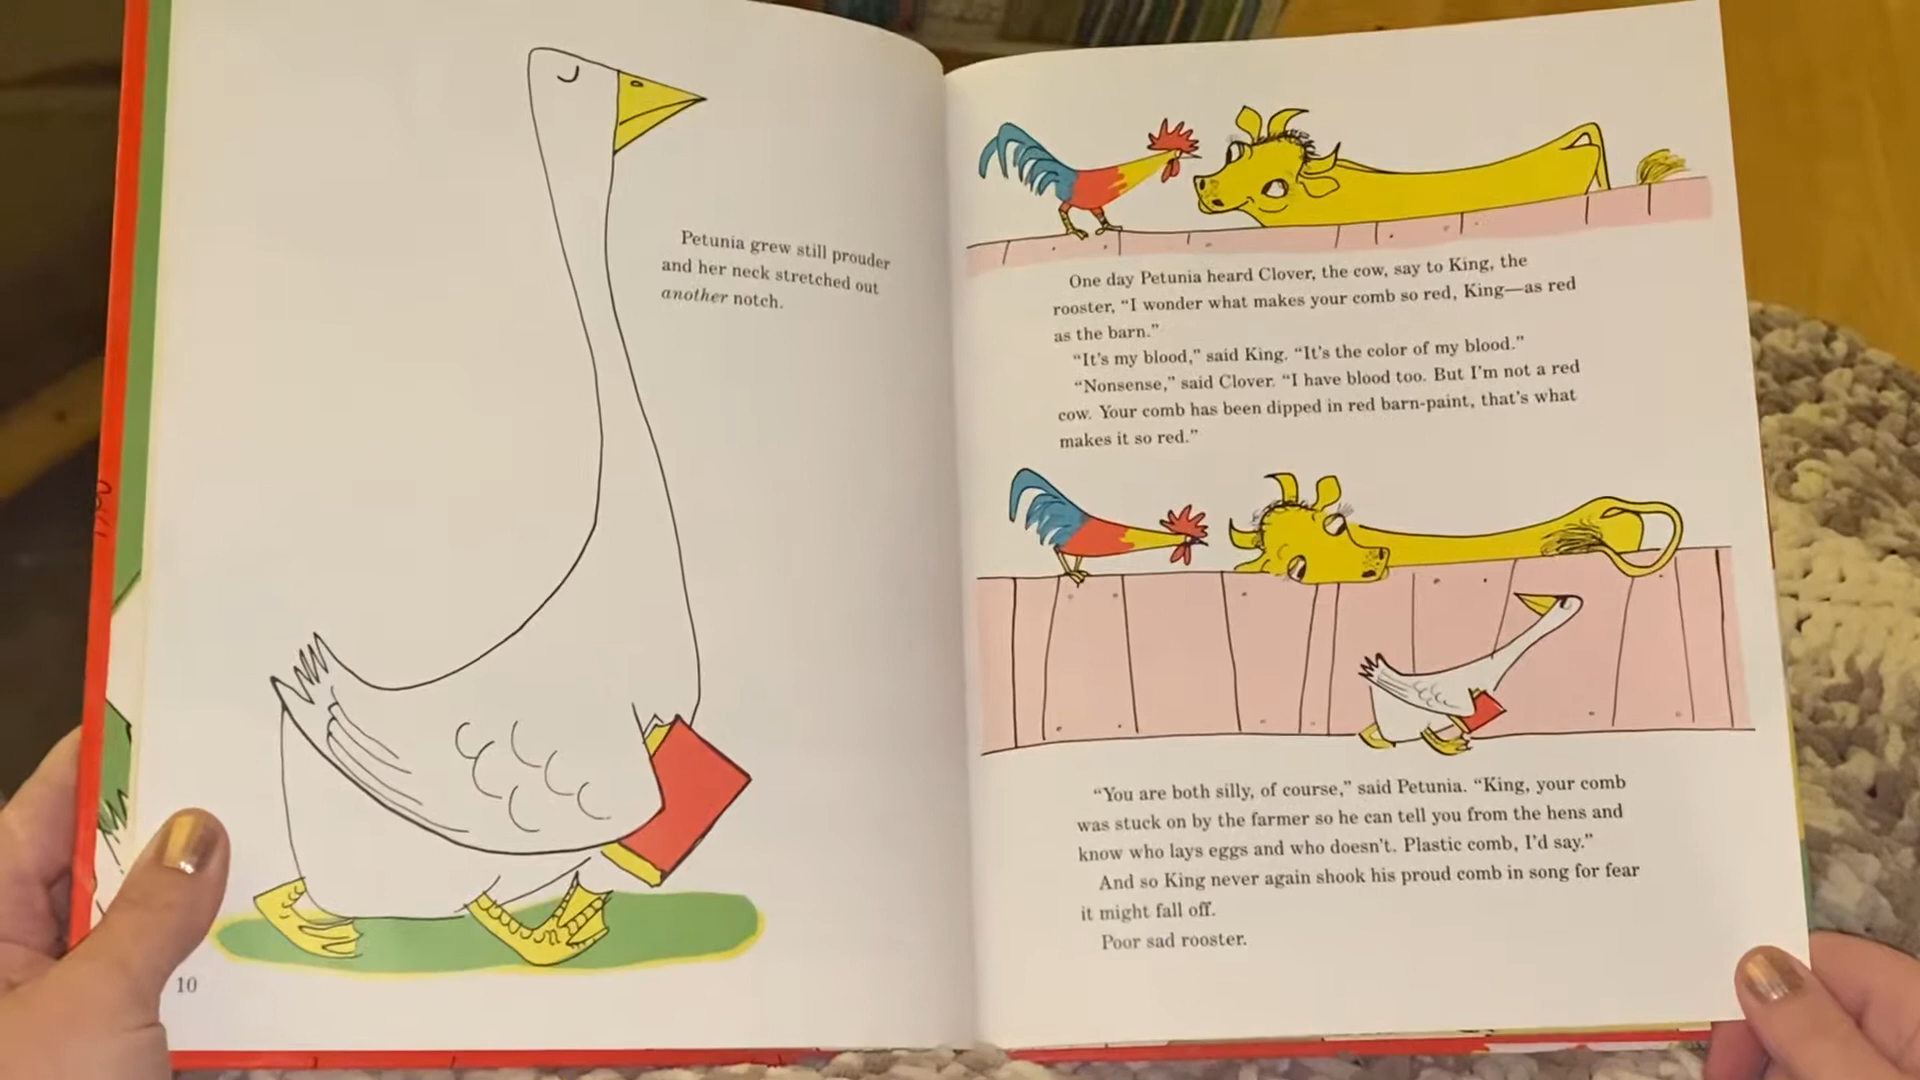 Petunia grew still prouder
and her neck stretched out
another notch.
10
One day Petunia heard Clover, the cow, say to King, the
rooster, “I wonder what makes your comb so red, King—as red
as the barn.”
“It’s my blood,” said King. “It’s the color of my blood.”
“Nonsense,” said Clover. “I have blood too. But I’m not a red
cow. Your comb has been dipped in red barn-paint, that’s what
makes it so red.”
“You are both silly, of course,” said Petunia. “King, your comb
was stuck on by the farmer so he can tell you from the hens and
know who lays eggs and who doesn’t. Plastic comb, I’d say.”
And so King never again shook his proud comb in song for fear
it might fall off.
Poor sad rooster.